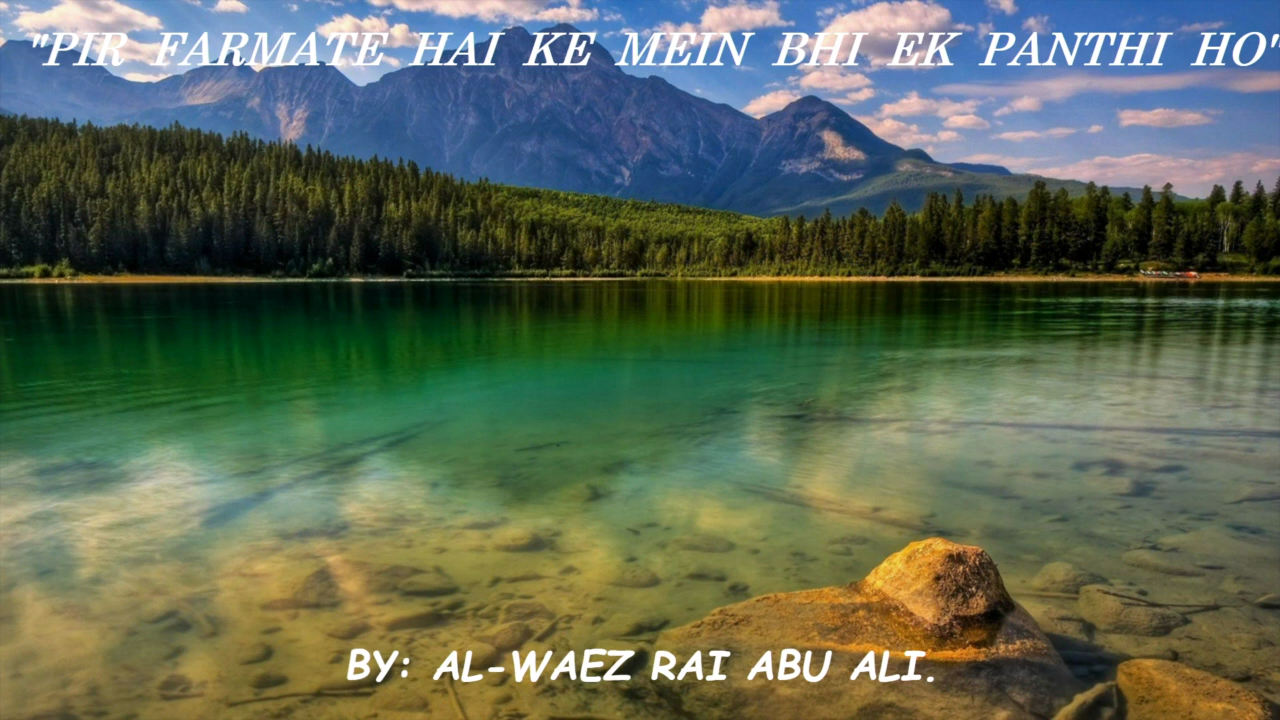 "PIR FARMATE HAI KE MEIN BHI EK PANTHI HO"
BY: AL-WAEZ RAI ABU ALI.